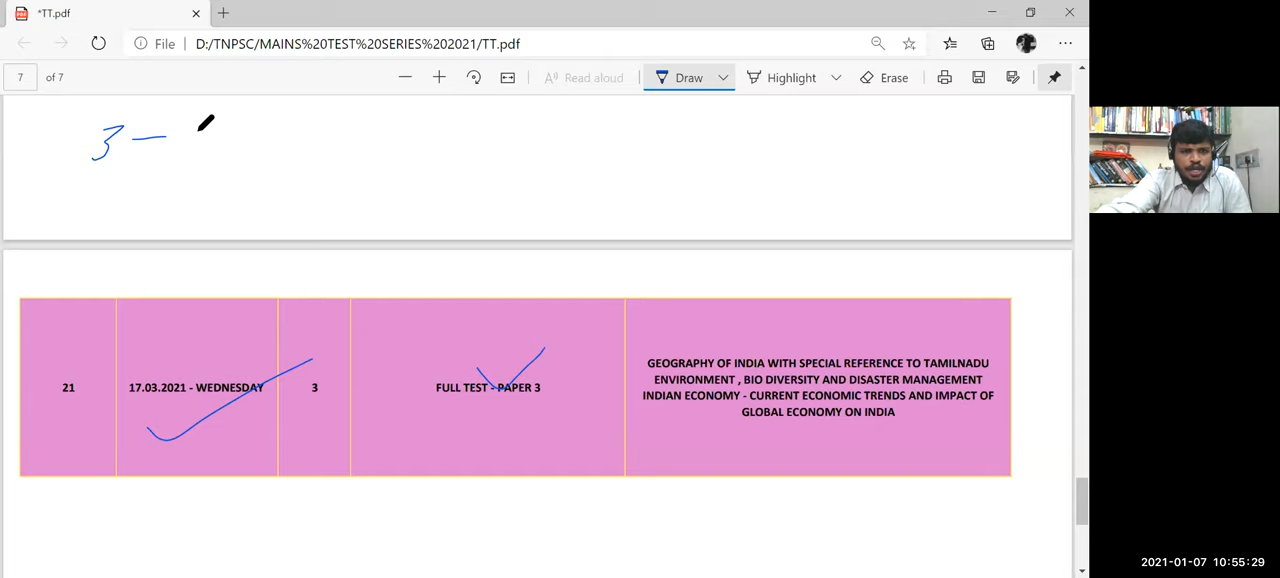 *TT.pdf
File | D:/TNPSC/MAINS%20TEST%20SERIES%202021/TT.pdf
7 of 7
Read aloud Draw Highlight Erase
3 —
21 17.03.2021 - WEDNESDAY 3 FULL TEST - PAPER 3
GEOGRAPHY OF INDIA WITH SPECIAL REFERENCE TO TAMILNADU
ENVIRONMENT , BIO DIVERSITY AND DISASTER MANAGEMENT
INDIAN ECONOMY - CURRENT ECONOMIC TRENDS AND IMPACT OF
GLOBAL ECONOMY ON INDIA
2021-01-07 10:55:29